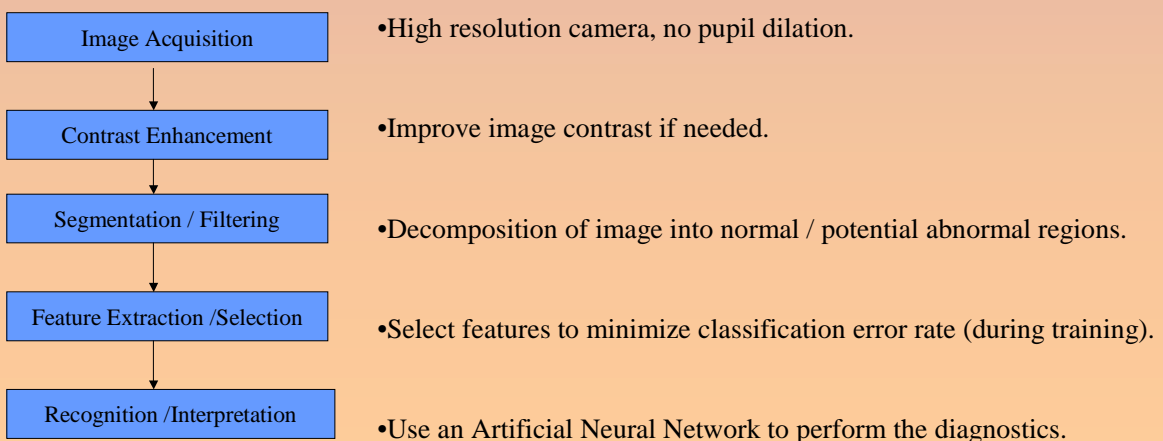 Image Acquisition
•High resolution camera, no pupil dilation.
Contrast Enhancement
•Improve image contrast if needed.
Segmentation / Filtering
•Decomposition of image into normal / potential abnormal regions.
Feature Extraction /Selection
•Select features to minimize classification error rate (during training).
Recognition /Interpretation
•Use an Artificial Neural Network to perform the diagnostics.